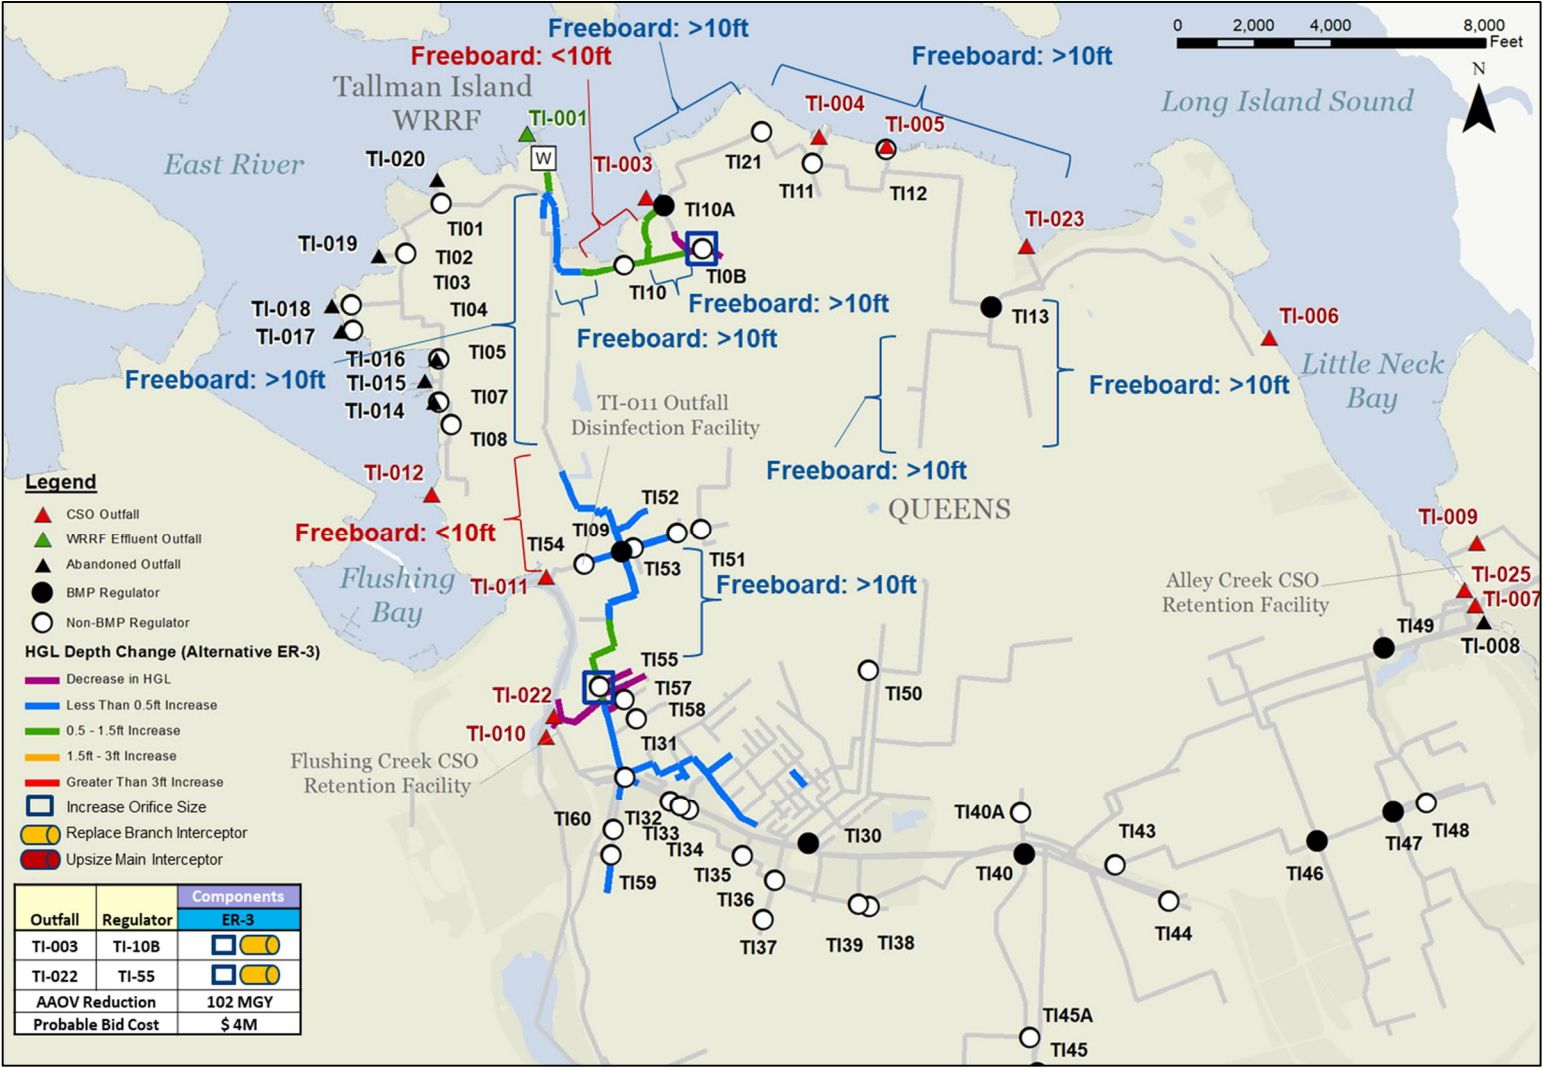 Freeboard: >10ft
Freeboard: <10ft
Freeboard: >10ft
0 2,000 4,000 8,000
Feet
N
Tallman Island
WRRF
TI-001
W
Long Island Sound
East River
TI-020
TI-003
TI-004
TI-005
TI21
TI11
TI12
TI01
TI10A
TI-023
TI-019
TI02
TI03
TI10
TI0B
TI-018
TI04
TI-017
Freeboard: >10ft
TI13
TI-006
Freeboard: >10ft
TI-016
TI05
TI-015
TI-014
TI07
TI08
Freeboard: >10ft
Freeboard: >10ft
Little Neck
Bay
TI-011 Outfall
Disinfection Facility
Freeboard: >10ft
TI-012
QUEENS
TI52
TI09
TI54
TI53
TI51
Freeboard: <10ft
TI-009
Flushing
Bay
TI-011
Freeboard: >10ft
Alley Creek CSO
Retention Facility
TI-025
TI-007
TI49
TI-008
TI55
TI57
TI58
TI50
TI-022
TI-010
TI31
Flushing Creek CSO
Retention Facility
TI60
TI32
TI33
TI34
TI30
TI40A
TI43
TI48
TI47
TI59
TI35
TI36
TI40
TI46
TI37
TI39
TI38
TI44
TI45A
TI45
Legend
CSO Outfall
WRRF Effluent Outfall
Abandoned Outfall
BMP Regulator
Non-BMP Regulator
HGL Depth Change (Alternative ER-3)
Decrease in HGL
Less Than 0.5ft Increase
0.5 - 1.5ft Increase
1.5ft - 3ft Increase
Greater Than 3ft Increase
Increase Orifice Size
Replace Branch Interceptor
Upsize Main Interceptor
Components
Outfall Regulator ER-3
TI-003 TI-10B
TI-022 TI-55
AAOV Reduction 102 MGY
Probable Bid Cost $ 4M